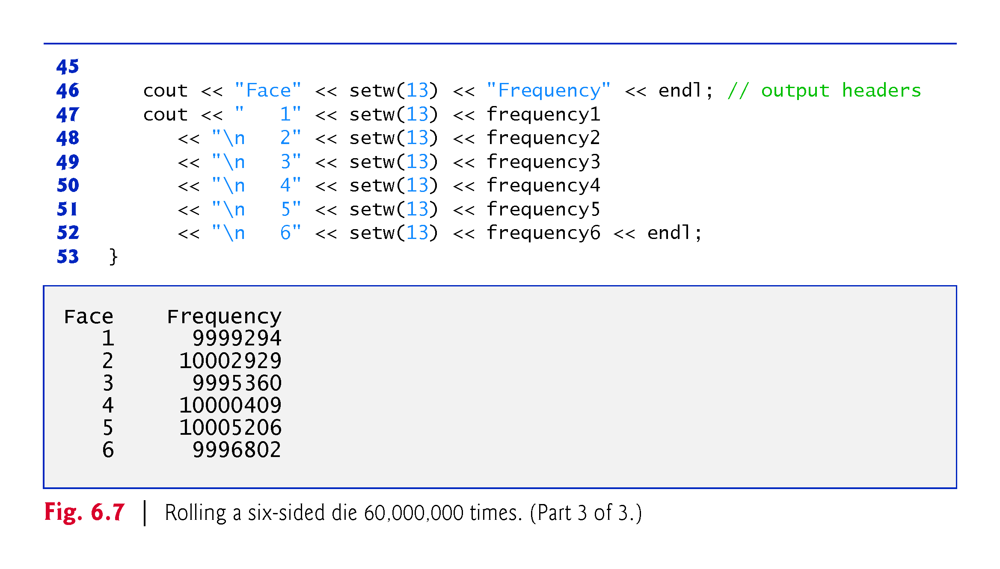 45
46      cout << "Face" << setw(13) << "Frequency" << endl; // output headers
47      cout << "   1" << setw(13) << frequency1
48         << "\n   2" << setw(13) << frequency2
49         << "\n   3" << setw(13) << frequency3
50         << "\n   4" << setw(13) << frequency4
51         << "\n   5" << setw(13) << frequency5
52         << "\n   6" << setw(13) << frequency6 << endl;
53   }
Face    Frequency
   1      9999294
   2     10002929
   3      9995360
   4     10000409
   5     10005206
   6      9996802
Fig. 6.7 | Rolling a six-sided die 60,000,000 times. (Part 3 of 3.)